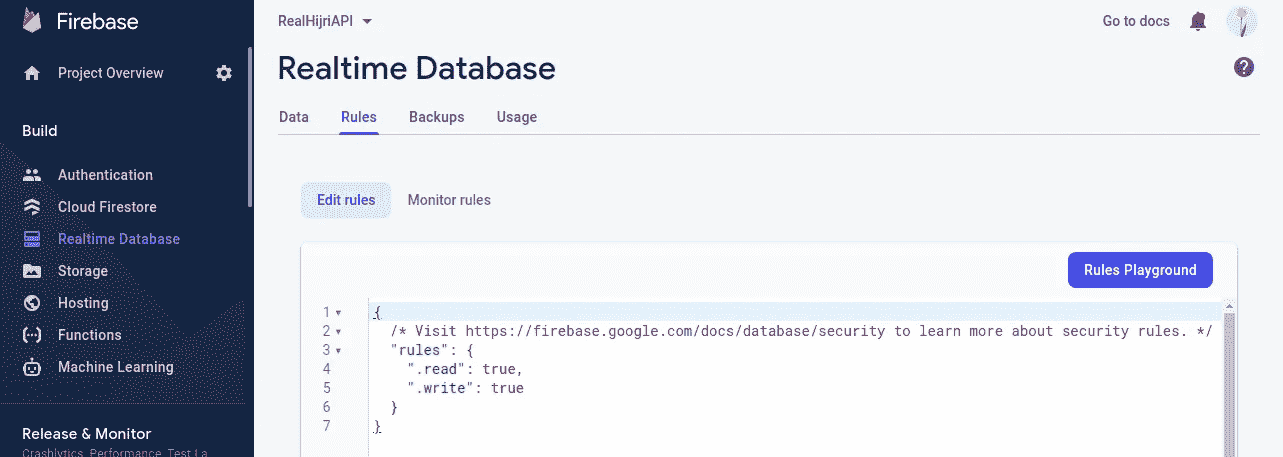 Firebase
Project Overview
Build
Authentication
Cloud Firestore
Realtime Database
Storage
Hosting
Functions
Machine Learning
Release & Monitor
Crashlytics, Performance, Test La
RealHijriAPI
Go to docs
Realtime Database
Data Rules Backups Usage
Edit rules Monitor rules
Rules Playground
1 {
2 /* Visit https://firebase.google.com/docs/database/security to learn more about security rules. */
3 "rules": {
4 ".read": true,
5 ".write": true
6 }
7 }